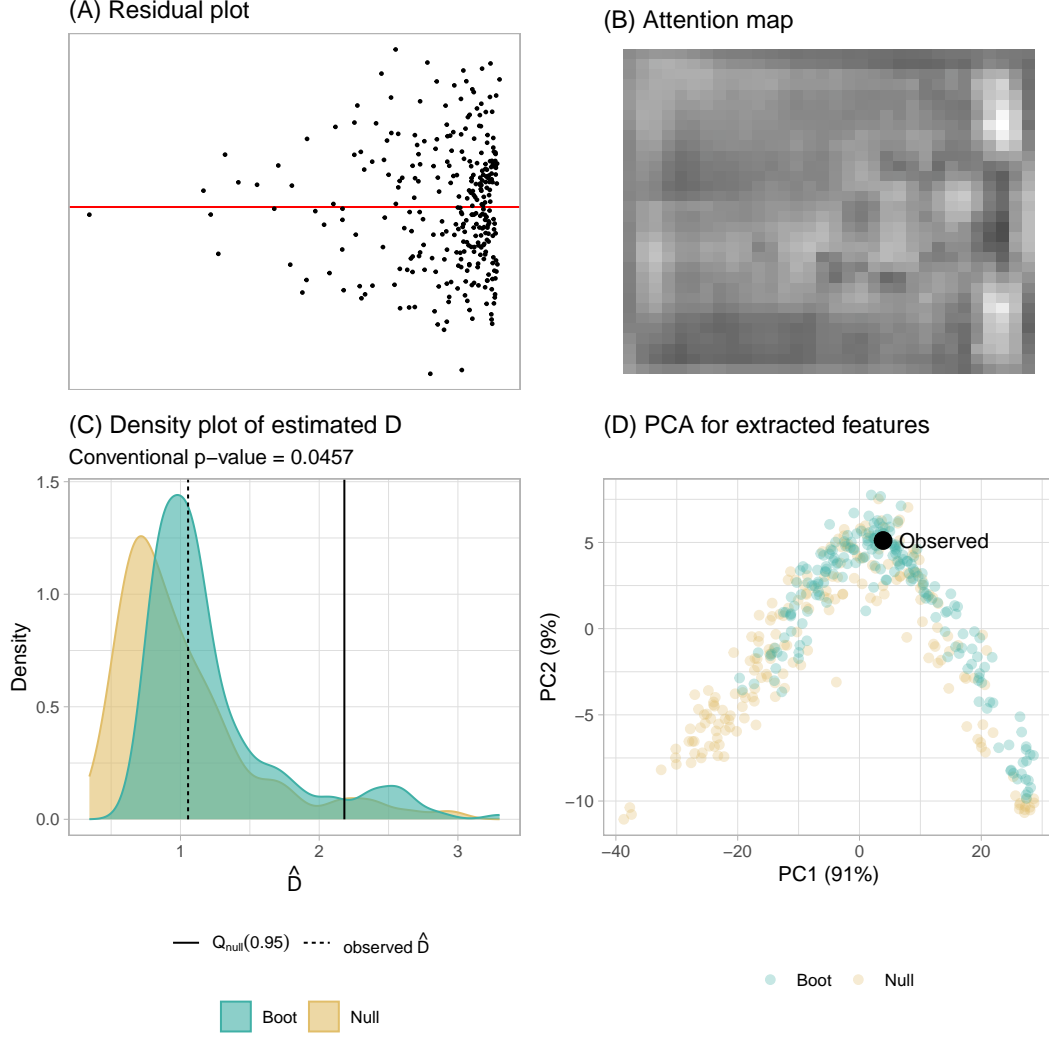 (A) Residual plot
(B) Attention map
(C) Density plot of estimated D
Conventional p−value = 0.0457
1.5
1.0
0.5
0.0
Density
1
2
3
D̂
Q_null(0.95)
observed D̂
Boot
Null
(D) PCA for extracted features
Observed
5
0
−5
−10
PC2 (9%)
−40
−20
0
20
PC1 (91%)
Boot
Null